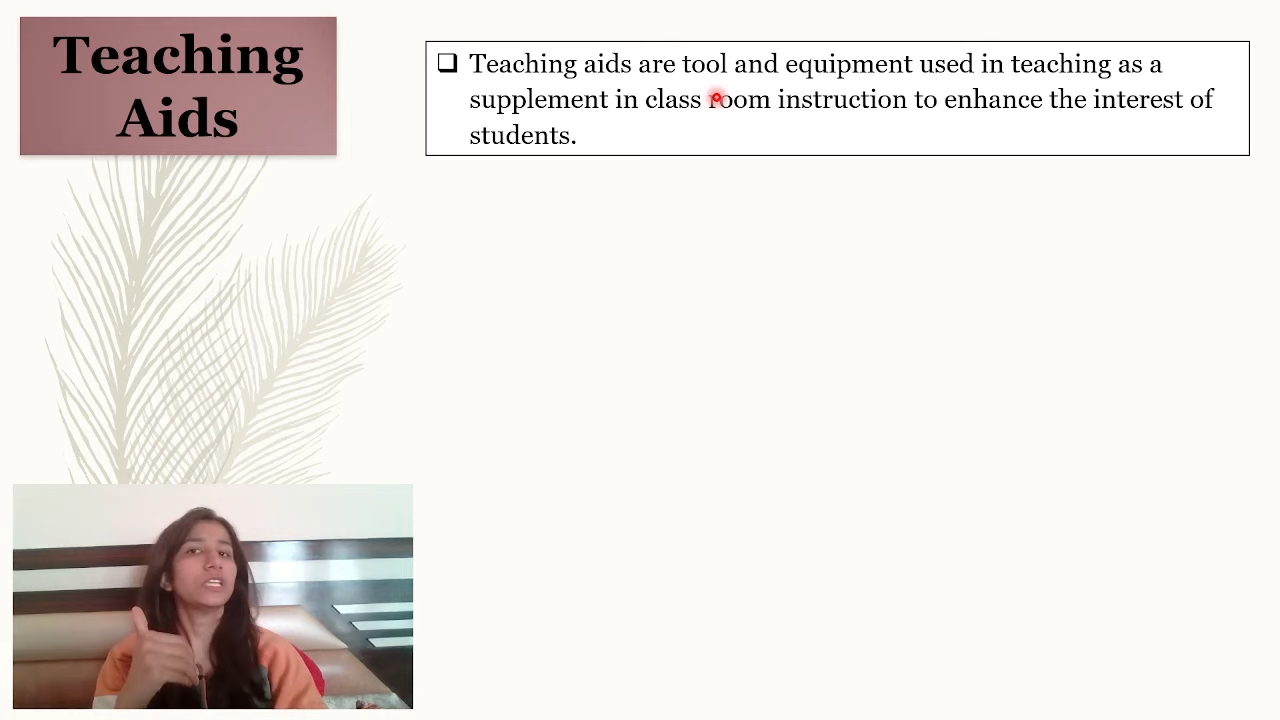 Teaching
Aids
❑ Teaching aids are tool and equipment used in teaching as a
supplement in class room instruction to enhance the interest of
students.